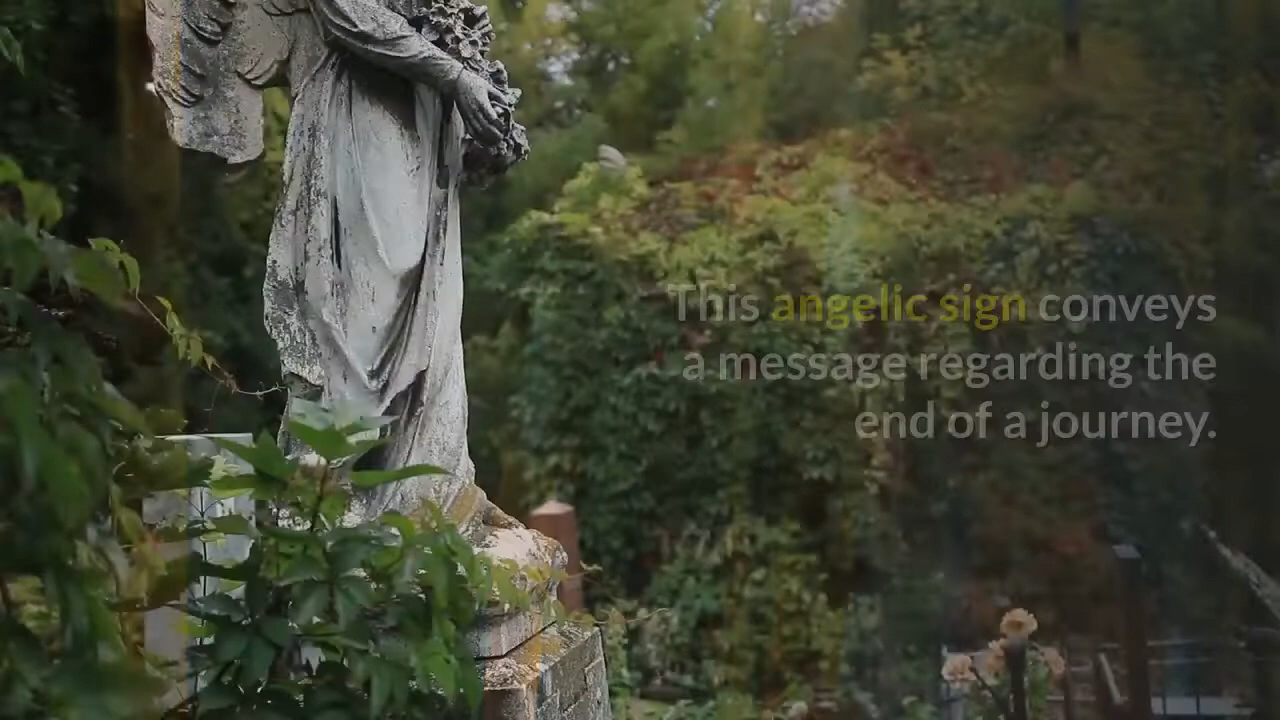 This angelic sign conveys
a message regarding the
end of a journey.